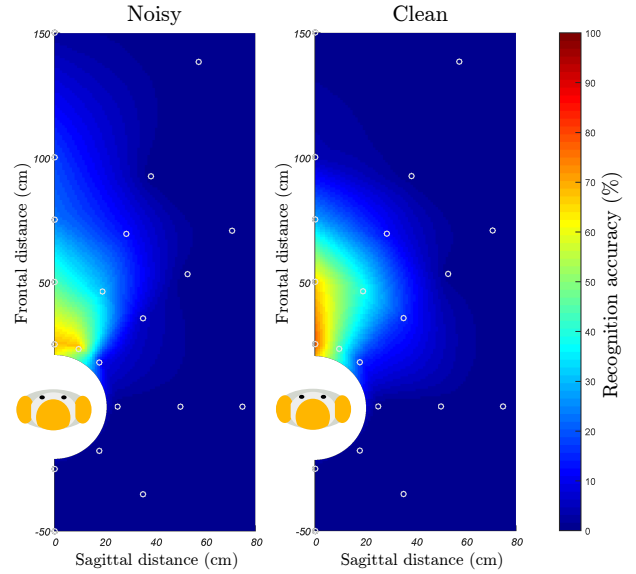 Noisy
Clean
Frontal distance (cm)
150
100
50
0
-50
0 20 40 60 80
Sagittal distance (cm)
Frontal distance (cm)
150
100
50
0
-50
0 20 40 60 80
Sagittal distance (cm)
100
90
80
70
60
50
40
30
20
10
0
Recognition accuracy (%)